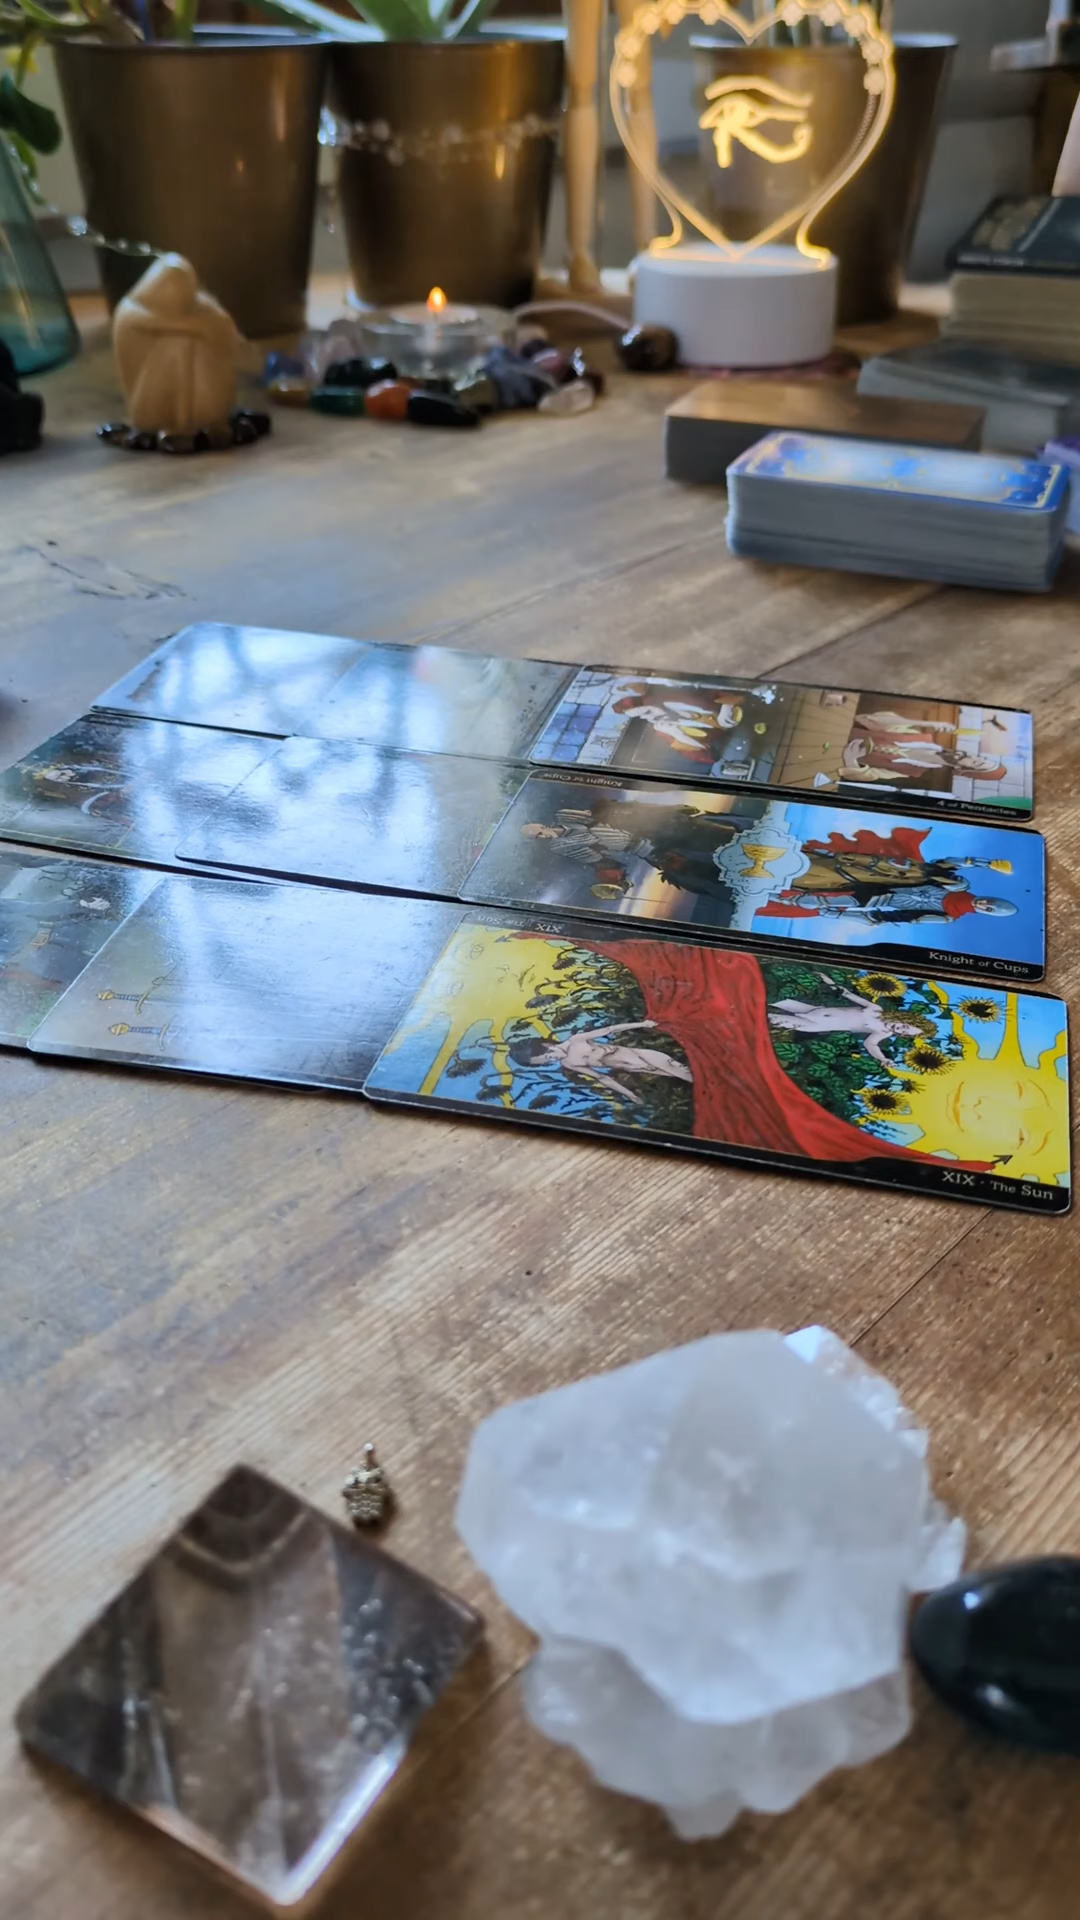 4 of Pentacles
Knight of Cups
Knight of Cups
XIX · The Sun
XIX · The Sun